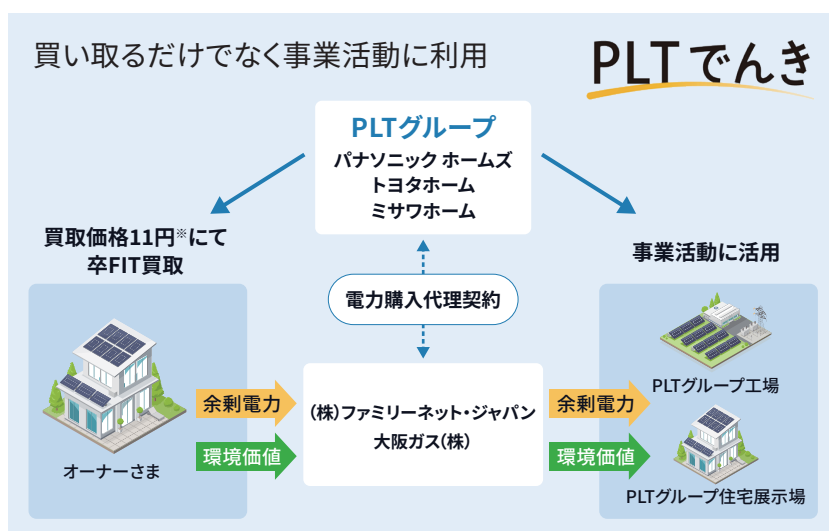 買い取るだけでなく事業活動に利用
PLTでんき
PLTグループ
パナソニック ホームズ
トヨタホーム
ミサワホーム
買取価格11円※にて
卒FIT買取
事業活動に活用
電力購入代理契約
オーナーさま
余剰電力
環境価値
(株)ファミリーネット・ジャパン
大阪ガス(株)
余剰電力
環境価値
PLTグループ工場
PLTグループ住宅展示場